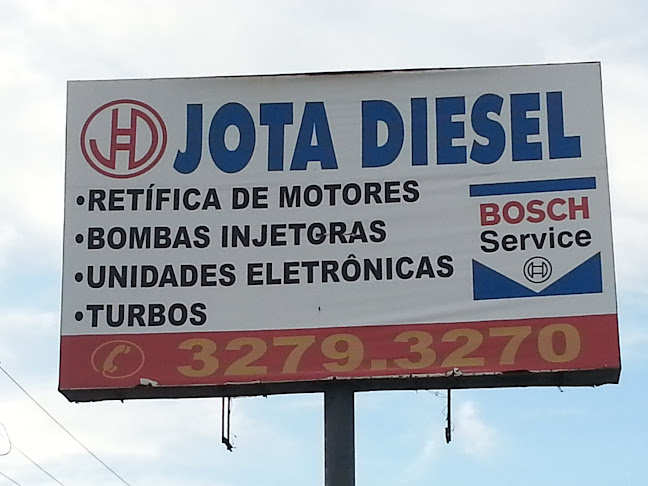 JOTA DIESEL
•RETÍFICA DE MOTORES
•BOMBAS INJETORAS
•UNIDADES ELETRÔNICAS
•TURBOS
BOSCH
Service
3279.3270